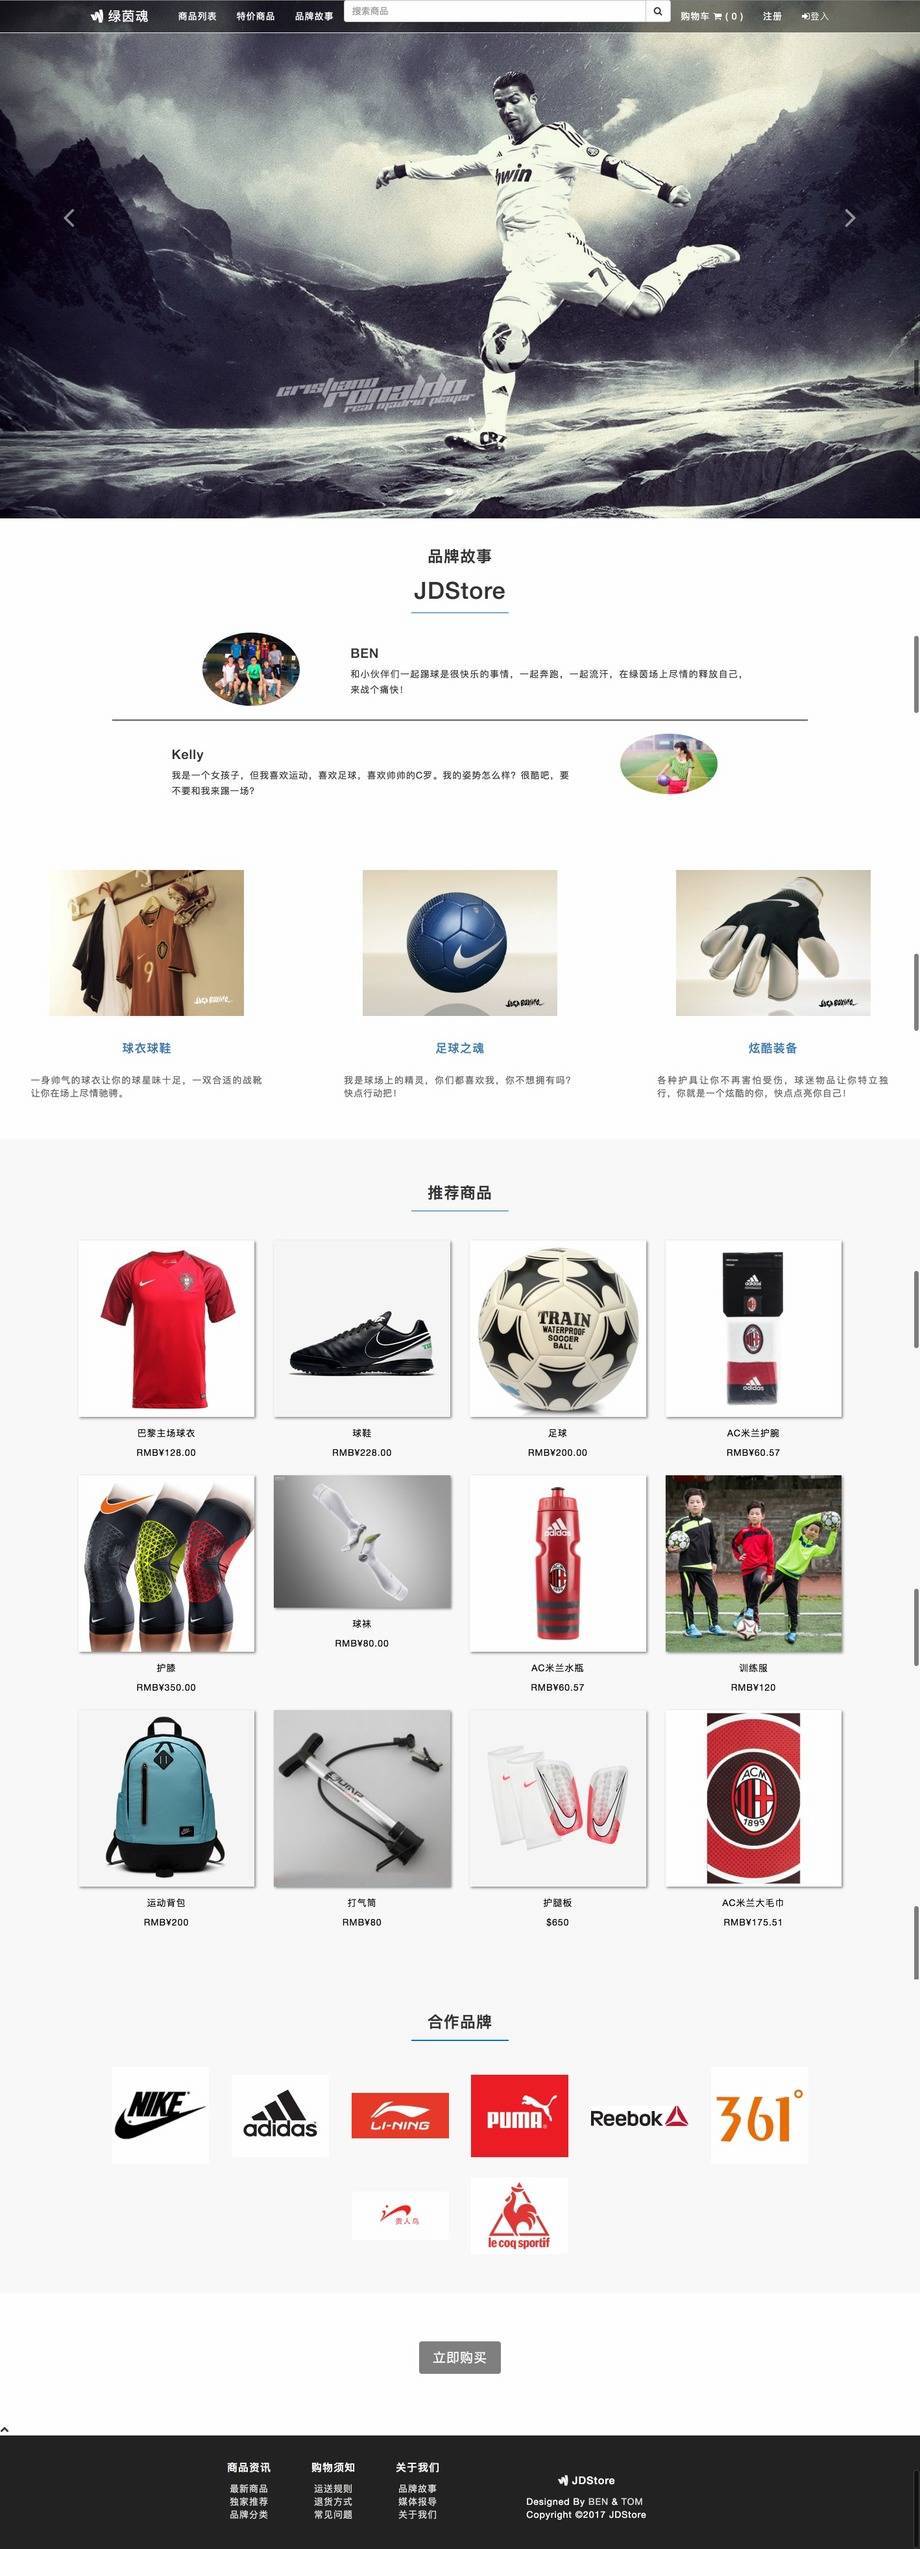 绿茵魂
商品列表
特价商品
品牌故事
搜索商品
购物车 ( 0 )
注册
登入
bwin
7
cristiano
ronaldo
real madrid player
CR7
品牌故事
JDStore
BEN
和小伙伴们一起踢球是很快乐的事情，一起奔跑，一起流汗，在绿茵场上尽情的释放自己，
来战个痛快！
Kelly
我是一个女孩子，但我喜欢运动，喜欢足球，喜欢帅帅的C罗。我的姿势怎么样？很酷吧，要
不要和我来踢一场？
9
球衣球鞋
一身帅气的球衣让你的球星味十足，一双合适的战靴
让你在场上尽情驰骋。
足球之魂
我是球场上的精灵，你们都喜欢我，你不想拥有吗？
快点行动把！
炫酷装备
各种护具让你不再害怕受伤，球迷物品让你特立独
行，你就是一个炫酷的你，快点点亮你自己！
推荐商品
TRAIN
WATERPROOF
SOCCER
BALL
adidas
adidas
巴黎主场球衣
RMB¥128.00
球鞋
RMB¥228.00
足球
RMB¥200.00
AC米兰护腕
RMB¥60.57
adidas
护膝
RMB¥350.00
球袜
RMB¥80.00
AC米兰水瓶
RMB¥60.57
训练服
RMB¥120
ACM
1899
运动背包
RMB¥200
打气筒
RMB¥80
护腿板
$650
AC米兰大毛巾
RMB¥175.51
合作品牌
NIKE
adidas
LI-NING
PUMA
Reebok
361°
贵人鸟
le coq sportif
立即购买
商品资讯
最新商品
独家推荐
品牌分类
购物须知
运送规则
退货方式
常见问题
关于我们
品牌故事
媒体报导
关于我们
JDStore
Designed By BEN & TOM
Copyright ©2017 JDStore